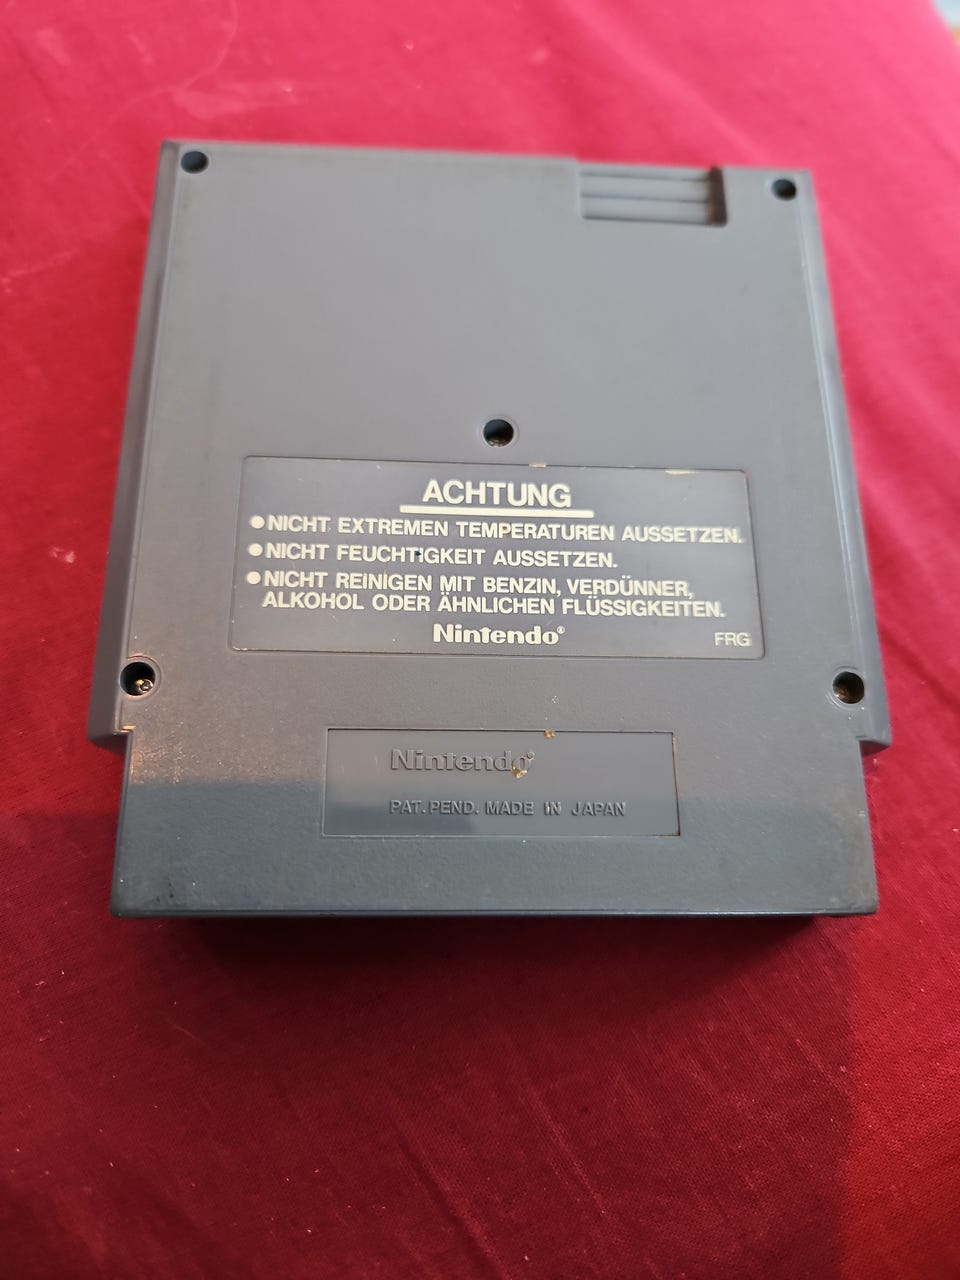 ACHTUNG
●NICHT EXTREMEN TEMPERATUREN AUSSETZEN.
●NICHT FEUCHTIGKEIT AUSSETZEN.
●NICHT REINIGEN MIT BENZIN, VERDÜNNER,
ALKOHOL ODER ÄHNLICHEN FLÜSSIGKEITEN.
Nintendo®
FRG
Nintendo®
PAT. PEND. MADE IN JAPAN